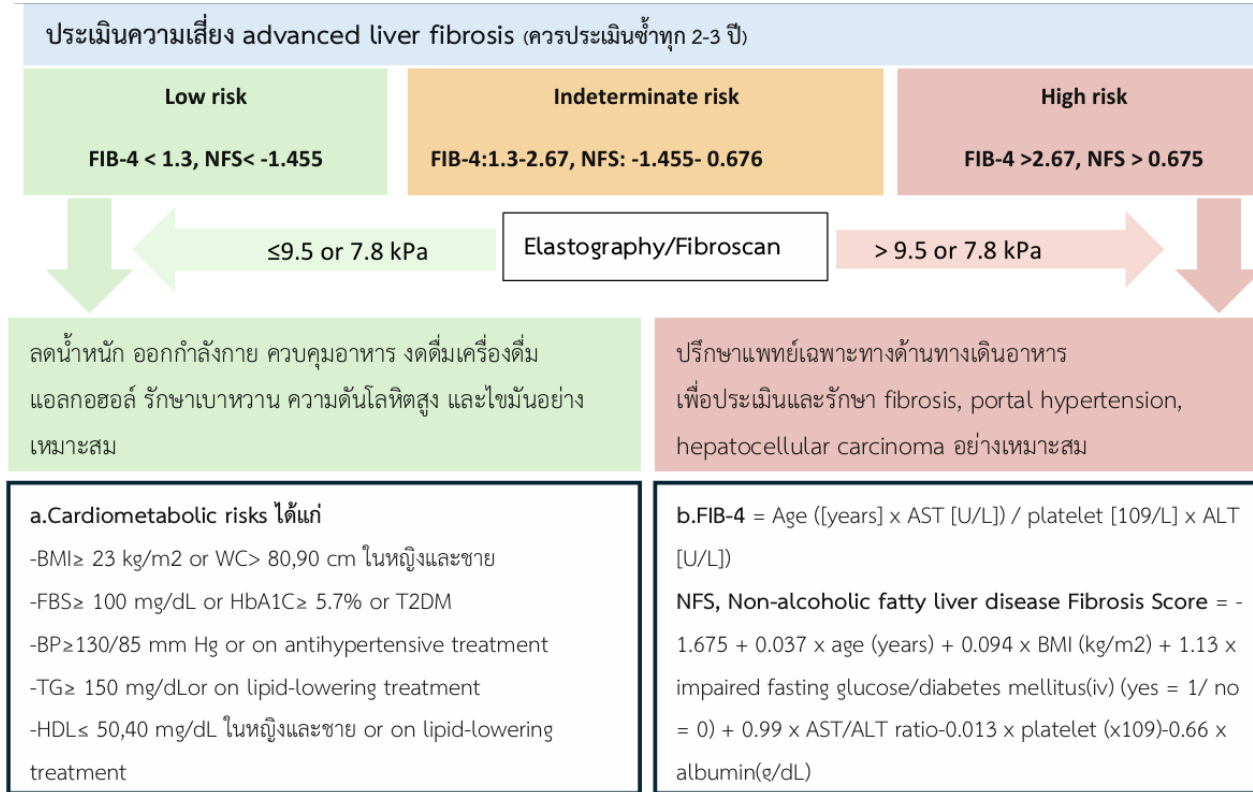 ประเมินความเสี่ยง advanced liver fibrosis (ควรประเมินซ้ำทุก 2-3 ปี)
Low risk
FIB-4 < 1.3, NFS< -1.455
Indeterminate risk
FIB-4:1.3-2.67, NFS: -1.455- 0.676
High risk
FIB-4 >2.67, NFS > 0.675
≤9.5 or 7.8 kPa
Elastography/Fibroscan
> 9.5 or 7.8 kPa
ลดน้ำหนัก ออกกำลังกาย ควบคุมอาหาร งดดื่มเครื่องดื่ม
แอลกอฮอล์ รักษาเบาหวาน ความดันโลหิตสูง และไขมันอย่าง
เหมาะสม
ปรึกษาแพทย์เฉพาะทางด้านทางเดินอาหาร
เพื่อประเมินและรักษา fibrosis, portal hypertension,
hepatocellular carcinoma อย่างเหมาะสม
a.Cardiometabolic risks ได้แก่
-BMI≥ 23 kg/m2 or WC> 80,90 cm ในหญิงและชาย
-FBS≥ 100 mg/dL or HbA1C≥ 5.7% or T2DM
-BP≥130/85 mm Hg or on antihypertensive treatment
-TG≥ 150 mg/dLor on lipid-lowering treatment
-HDL≤ 50,40 mg/dL ในหญิงและชาย or on lipid-lowering
treatment
b.FIB-4 = Age ([years] x AST [U/L]) / platelet [109/L] x ALT
[U/L])
NFS, Non-alcoholic fatty liver disease Fibrosis Score = -
1.675 + 0.037 x age (years) + 0.094 x BMI (kg/m2) + 1.13 x
impaired fasting glucose/diabetes mellitus(iv) (yes = 1/ no
= 0) + 0.99 x AST/ALT ratio-0.013 x platelet (x109)-0.66 x
albumin(g/dL)